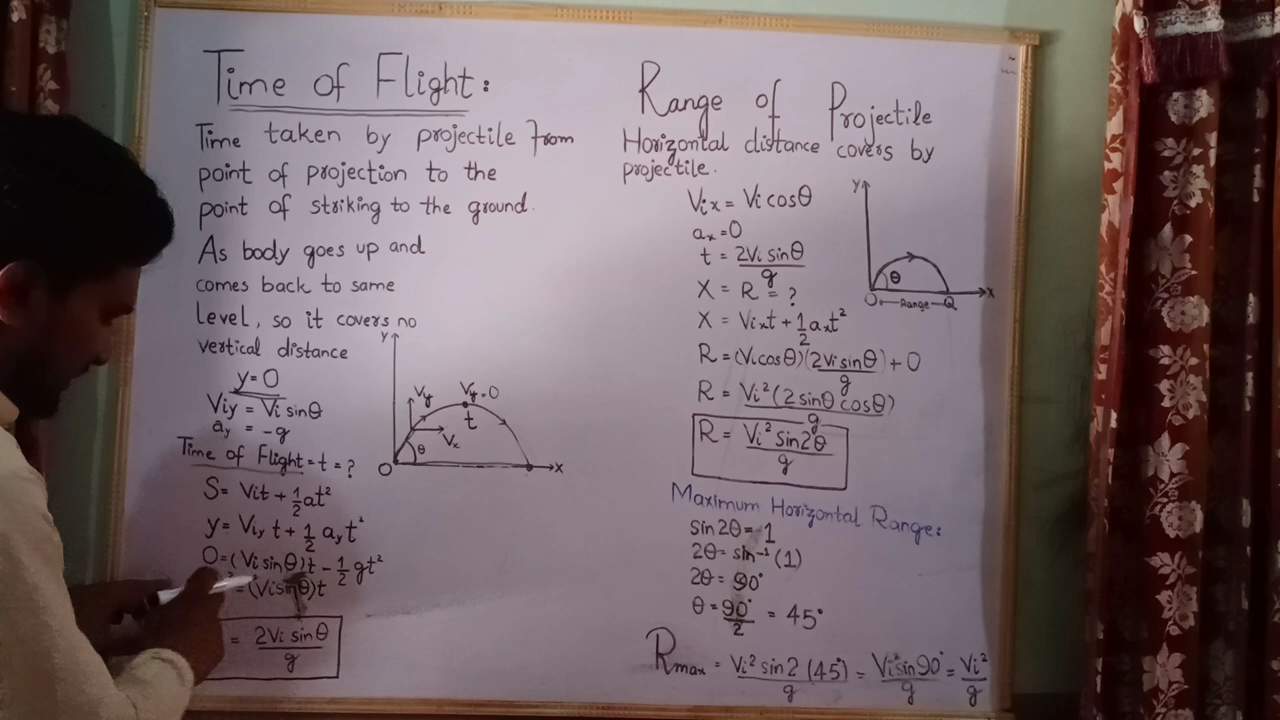 Time of Flight:
Time taken by projectile from
point of projection to the
point of striking to the ground.
As body goes up and
comes back to same
level, so it covers no
vertical distance
y=0
Viy = Vi sinθ
ay = -g
Time of Flight = t = ?
S = Vit + 1/2 at²
y = Viy t + 1/2 ay t²
0 = (Vi sinθ)t - 1/2 gt²
= (Vi sinθ)t
= 2Vi sinθ/g
Y
Vy
Vy=0
t
Vx
θ
O
X
Range of Projectile
Horizontal distance covers by
projectile.
Vix = Vi cosθ
ax = 0
t = 2Vi sinθ/g
X = R = ?
X = Vixt + 1/2 axt²
R = (Vi cosθ)(2Vi sinθ/g) + 0
R = Vi²(2 sinθ cosθ)/g
R = Vi² sin2θ/g
Y
θ
O
Range
Q
X
Maximum Horizontal Range:
sin2θ = 1
2θ = sin⁻¹(1)
2θ = 90°
θ = 90°/2 = 45°
Rmax = Vi² sin2(45°)/g = Vi² sin90°/g = Vi²/g